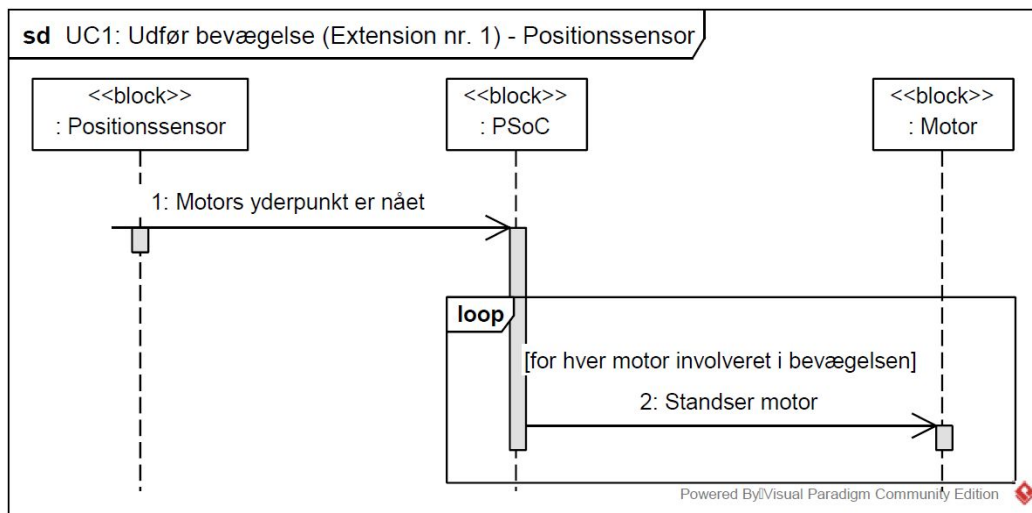 sd UC1: Udfør bevægelse (Extension nr. 1) - Positionssensor
<<block>>
: Positionssensor
<<block>>
: PSoC
<<block>>
: Motor
1: Motors yderpunkt er nået
loop
[for hver motor involveret i bevægelsen]
2: Standser motor
Powered By Visual Paradigm Community Edition